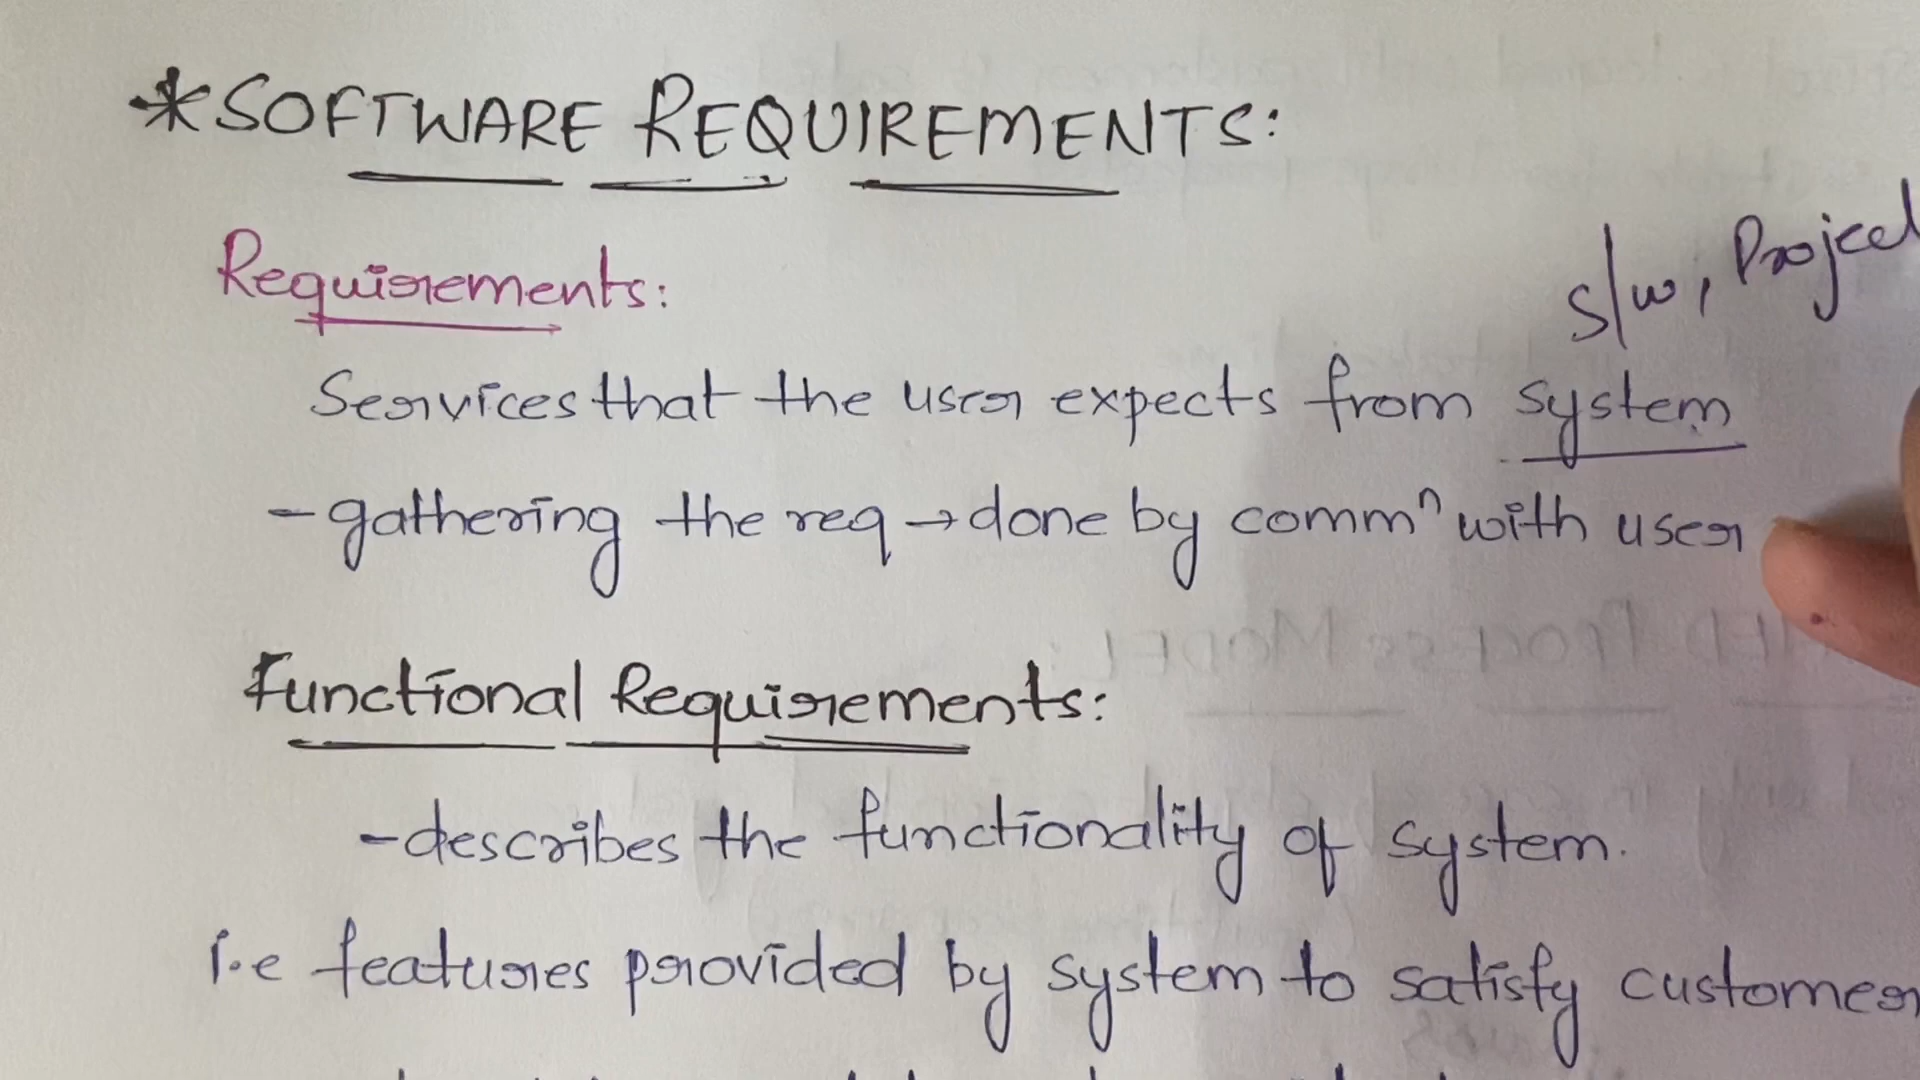 *SOFTWARE REQUIREMENTS:
Requirements:
s/w, Project
Services that the user expects from system
- gathering the req → done by commⁿ with user
Functional Requirements:
- describes the functionality of system.
i.e features provided by system to satisfy customer